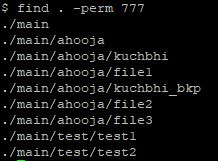 $ find . -perm 777
./main
./main/ahooja
./main/ahooja/kuchbhi
./main/ahooja/file1
./main/ahooja/kuchbhi_bkp
./main/ahooja/file2
./main/ahooja/file3
./main/test/test1
./main/test/test2